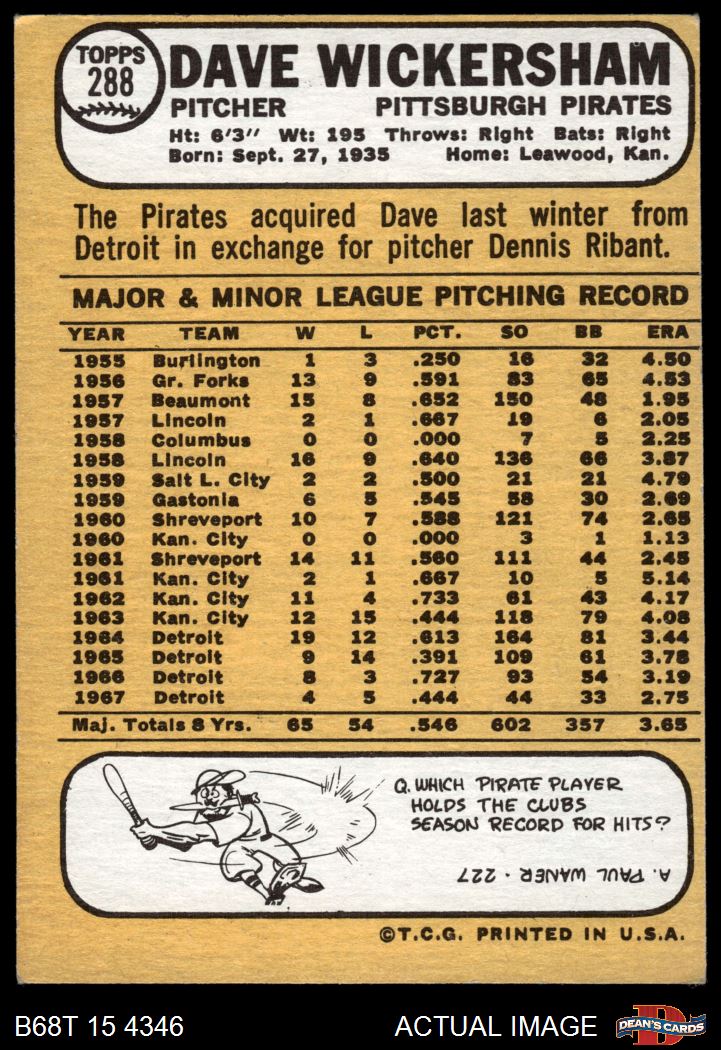 TOPPS
288
DAVE WICKERSHAM
PITCHER PITTSBURGH PIRATES
Ht: 6'3" Wt: 195 Throws: Right Bats: Right
Born: Sept. 27, 1935 Home: Leawood, Kan.
The Pirates acquired Dave last winter from
Detroit in exchange for pitcher Dennis Ribant.
MAJOR & MINOR LEAGUE PITCHING RECORD
YEAR TEAM W L PCT. SO BB ERA
1955 Burlington 1 3 .250 16 32 4.50
1956 Gr. Forks 13 9 .591 83 65 4.53
1957 Beaumont 15 8 .652 150 48 1.95
1957 Lincoln 2 1 .667 19 6 2.05
1958 Columbus 0 0 .000 7 5 2.25
1958 Lincoln 16 9 .640 136 66 3.87
1959 Salt L. City 2 2 .500 21 21 4.79
1959 Gastonia 6 5 .545 58 30 2.69
1960 Shreveport 10 7 .588 121 74 2.65
1960 Kan. City 0 0 .000 3 1 1.13
1961 Shreveport 14 11 .560 111 44 2.45
1961 Kan. City 2 1 .667 10 5 5.14
1962 Kan. City 11 4 .733 61 43 4.17
1963 Kan. City 12 15 .444 118 79 4.08
1964 Detroit 19 12 .613 164 81 3.44
1965 Detroit 9 14 .391 109 61 3.78
1966 Detroit 8 3 .727 93 54 3.19
1967 Detroit 4 5 .444 44 33 2.75
Maj. Totals 8 Yrs. 65 54 .546 602 357 3.65
Q. WHICH PIRATE PLAYER
HOLDS THE CLUBS
SEASON RECORD FOR HITS?
A. PAUL WANER - 227
©T.C.G. PRINTED IN U.S.A.
B68T 15 4346 ACTUAL IMAGE
D
DEAN'S CARDS